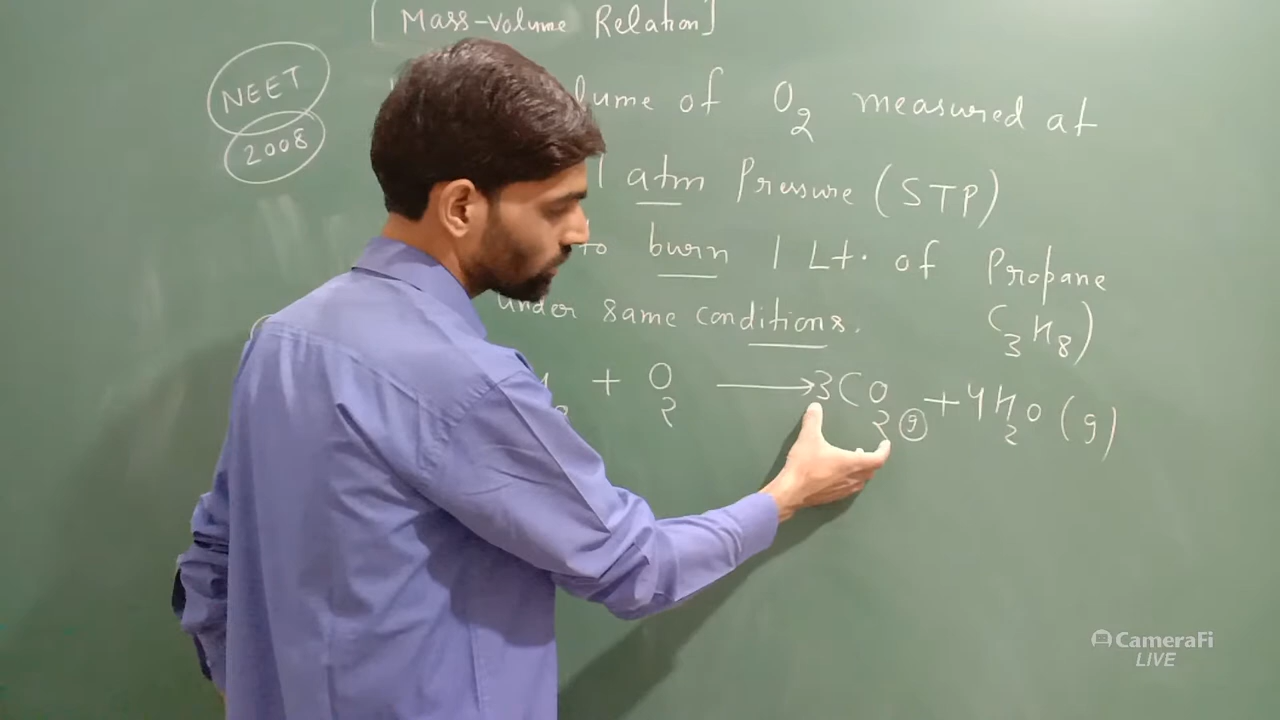 [Mass-Volume Relation]
NEET
2008
of O2 measured at
1 atm Pressure (STP)
to burn 1 Lt. of Propane
under same conditions. (C3H8)
+ O2 → 3CO2(g) + 4H2O (g)
CameraFi
LIVE